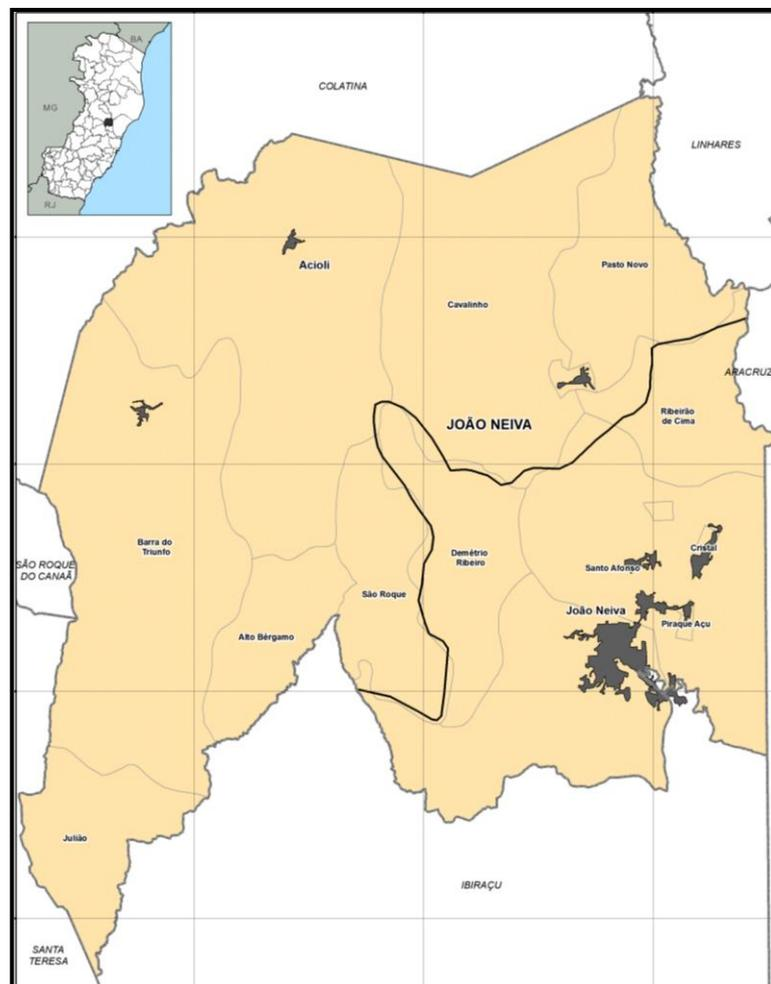 BA
COLATINA
MG
LINHARES
RJ
Acioli
Pasto Novo
Cavalinho
ARACRUZ
Ribeirão
de Cima
JOÃO NEIVA
Barra do
Triunfo
Demétrio
Ribeiro
Cristal
SÃO ROQUE
DO CANAÃ
Santo Afonso
São Roque
João Neiva
Piraque Açu
Alto Bérgamo
Julião
IBIRAÇU
SANTA
TERESA